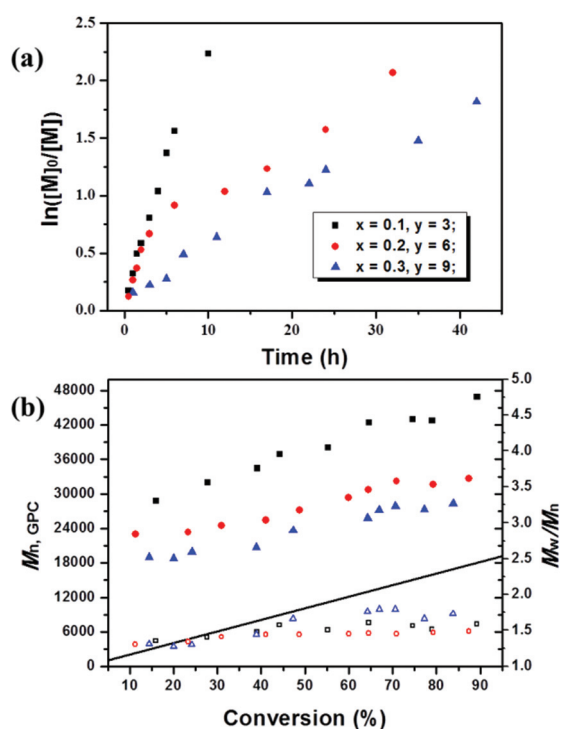 (a)
ln([M]₀/[M])
2.5
2.0
1.5
1.0
0.5
0.0
x = 0.1, y = 3;
x = 0.2, y = 6;
x = 0.3, y = 9;
0 10 20 30 40
Time (h)
(b)
Mn, GPC
48000
42000
36000
30000
24000
18000
12000
6000
0
5.0
4.5
4.0
3.5
3.0
2.5
2.0
1.5
1.0
Mw/Mn
0 10 20 30 40 50 60 70 80 90
Conversion (%)